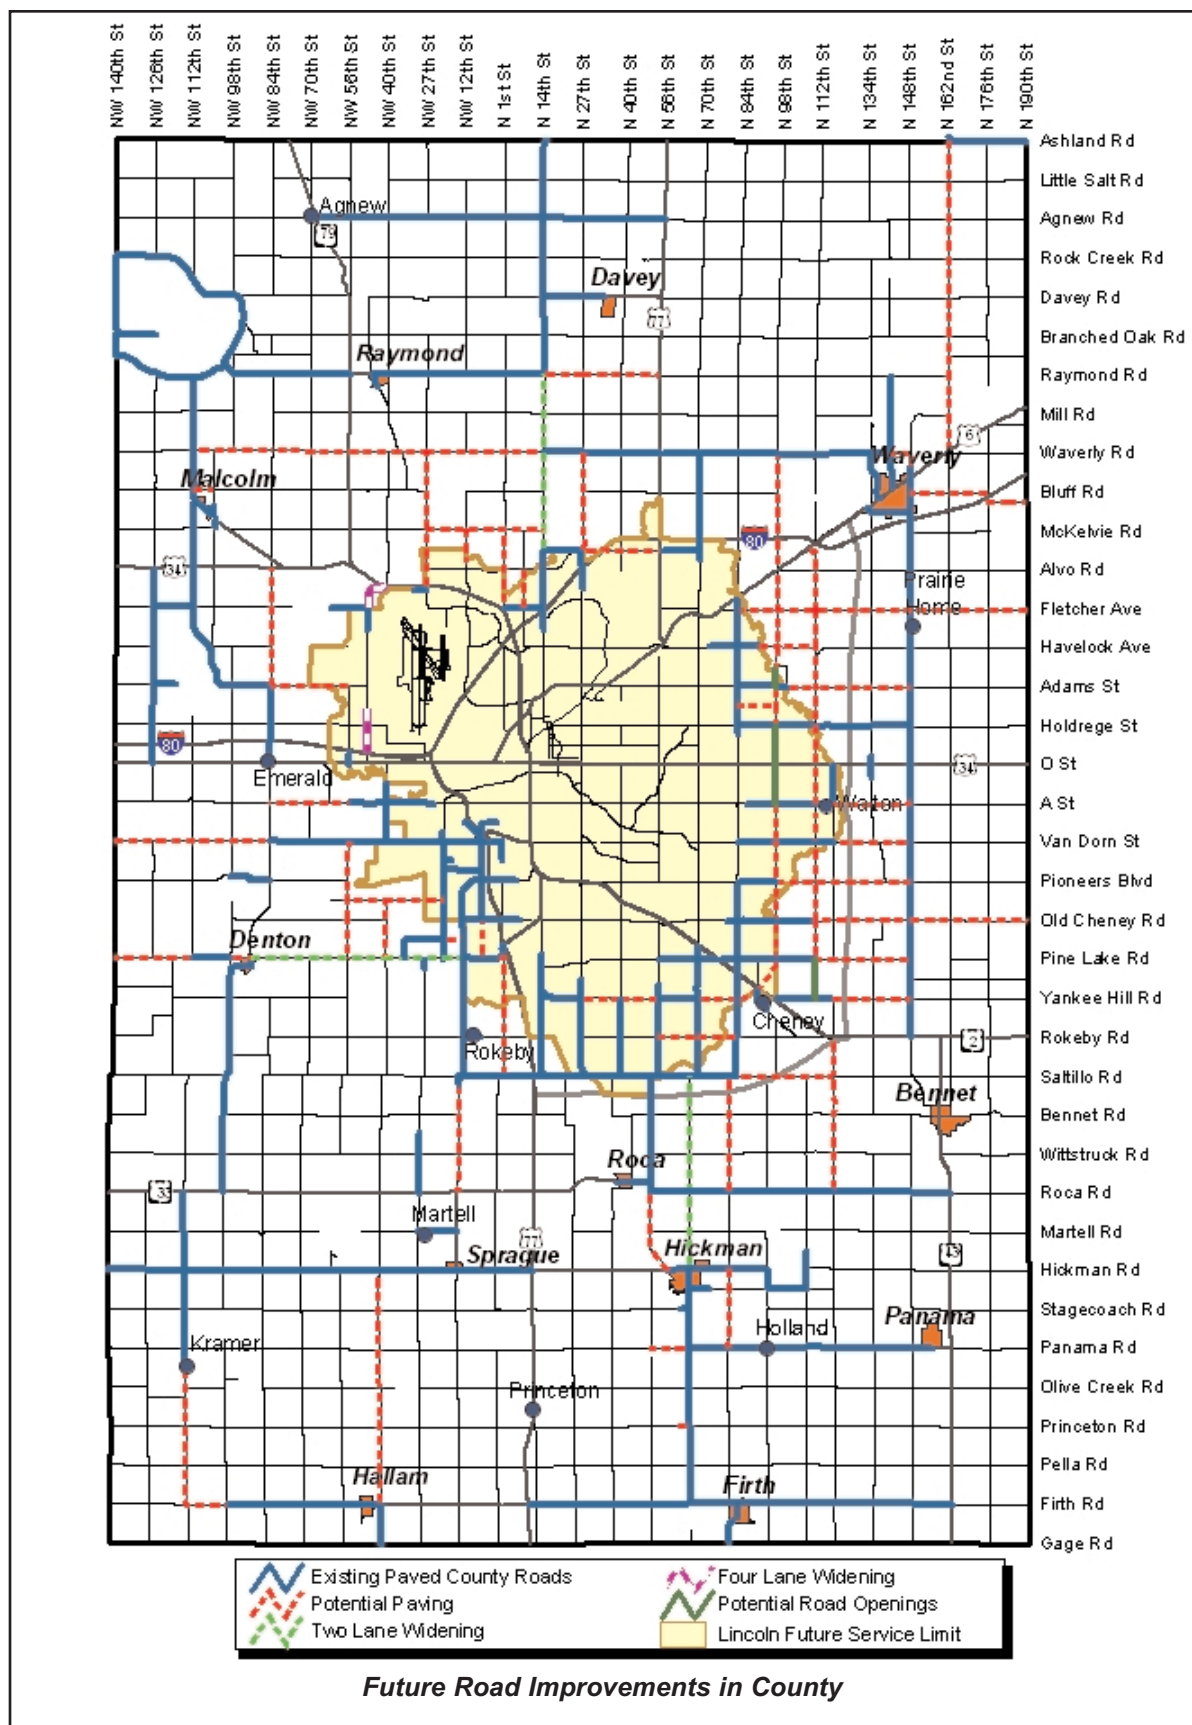 NW 140th St
NW 126th St
NW 112th St
NW 98th St
NW 84th St
NW 70th St
NW 56th St
NW 40th St
NW 27th St
NW 12th St
N 1st St
N 14th St
N 27th St
N 40th St
N 56th St
N 70th St
N 84th St
N 98th St
N 112th St
N 134th St
N 148th St
N 162nd St
N 176th St
N 190th St
Ashland Rd
Little Salt Rd
Agnew
Agnew Rd
79
Rock Creek Rd
Davey
Davey Rd
77
Branched Oak Rd
Raymond
Raymond Rd
Mill Rd
6
Waverly
Waverly Rd
Malcolm
Bluff Rd
McKelvie Rd
80
34
Alvo Rd
Prairie
Home
Fletcher Ave
Havelock Ave
Adams St
Holdrege St
80
Emerald
34
O St
Walton
A St
Van Dorn St
Pioneers Blvd
Old Cheney Rd
Denton
Pine Lake Rd
Yankee Hill Rd
Cheney
Rokeby
2
Rokeby Rd
Saltillo Rd
Bennet
Bennet Rd
Wittstruck Rd
Roca
33
Roca Rd
Martell
Martell Rd
77
Sprague
Hickman
43
Hickman Rd
Stagecoach Rd
Panama
Holland
Kramer
Panama Rd
Olive Creek Rd
Princeton
Princeton Rd
Pella Rd
Hallam
Firth
Firth Rd
Gage Rd
Existing Paved County Roads
Potential Paving
Two Lane Widening
Four Lane Widening
Potential Road Openings
Lincoln Future Service Limit
Future Road Improvements in County